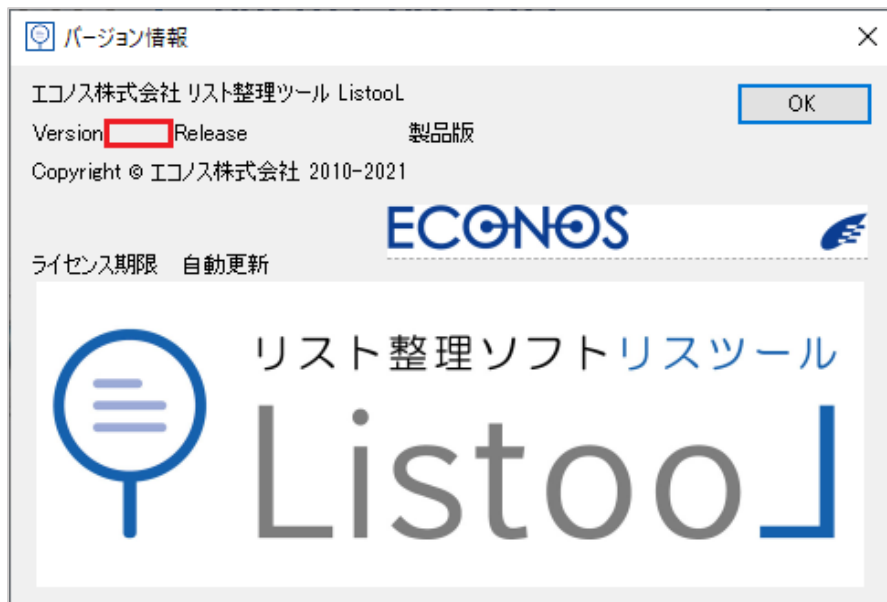 バージョン情報
エコノス株式会社 リスト整理ツール ListooL
OK
Version Release 製品版
Copyright © エコノス株式会社 2010-2021
ECONOS
ライセンス期限 自動更新
リスト整理ソフトリスツール
ListooL